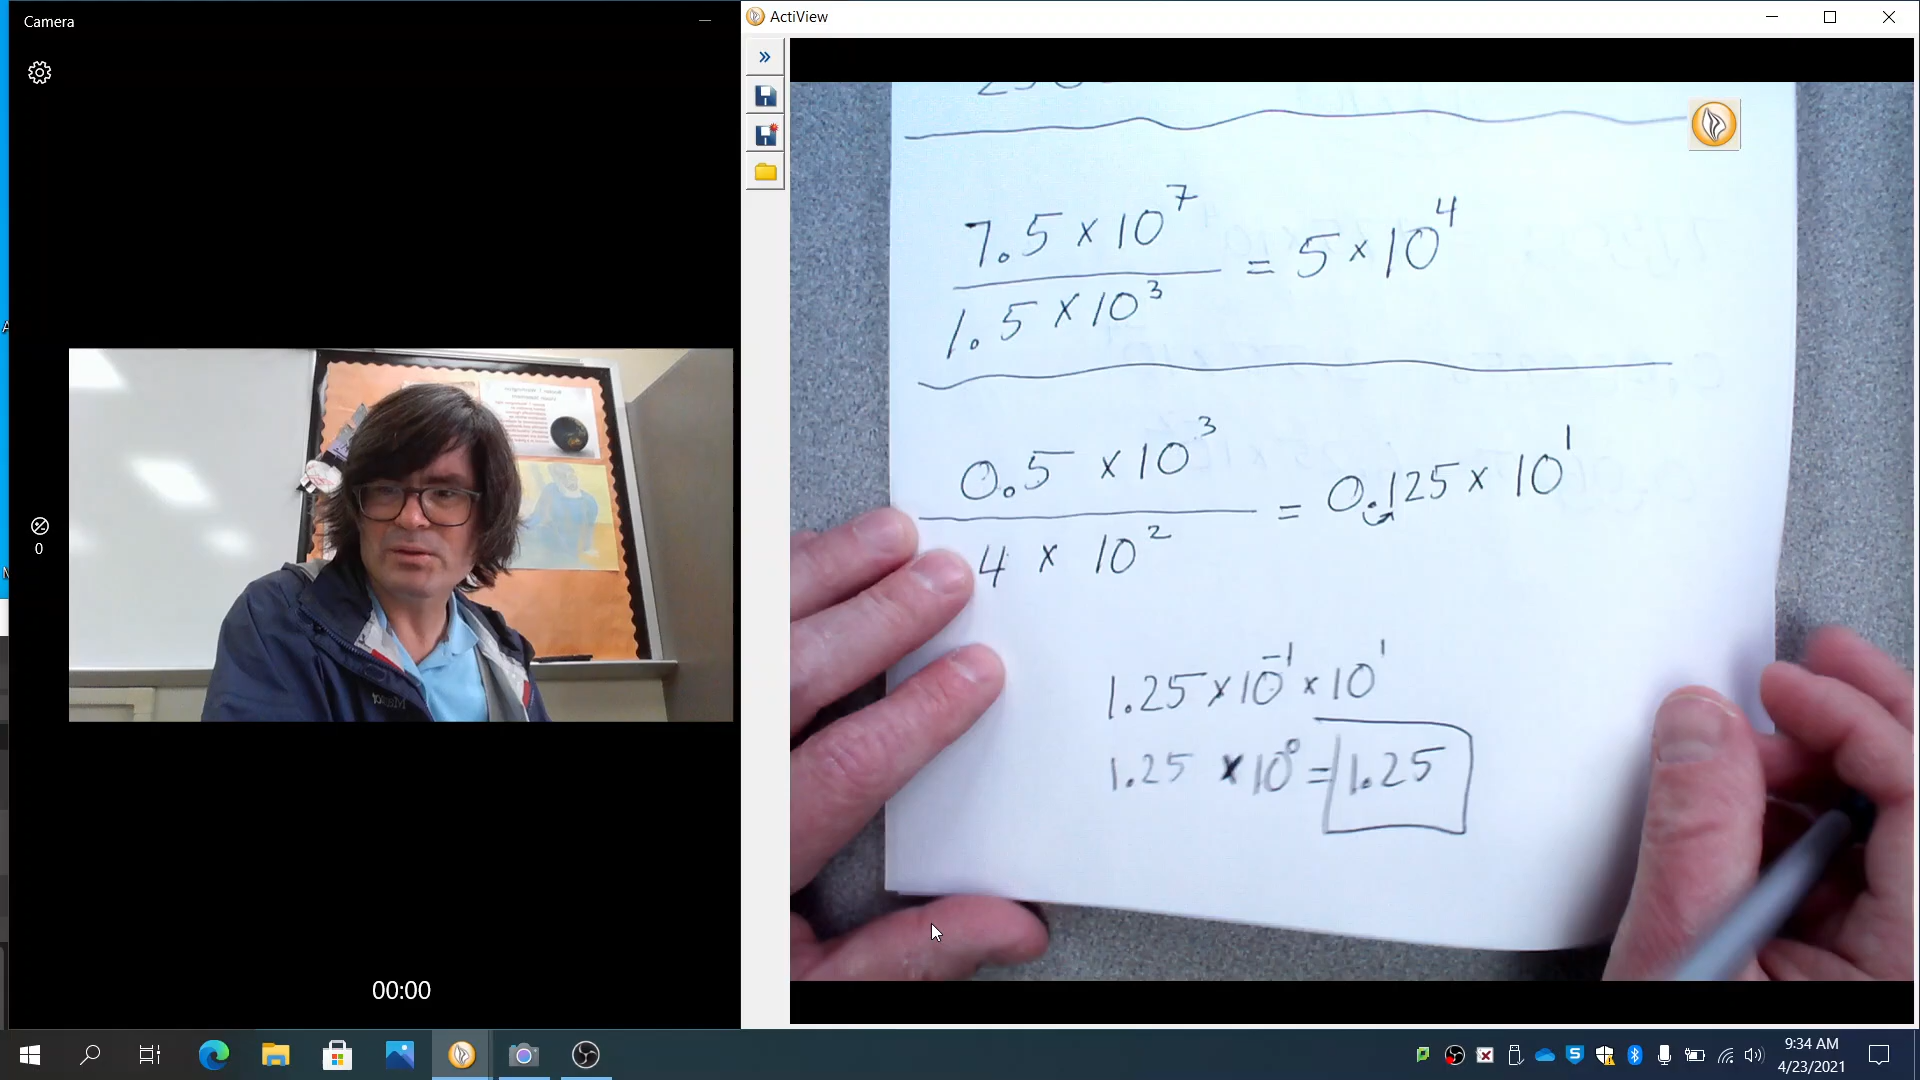 Camera
ActiView
7.5 × 10^7
1.5 × 10^3
= 5 × 10^4
0.5 × 10^3
4 × 10^2
= 0.125 × 10^1
1.25 × 10^-1 × 10^1
1.25 × 10^0 = 1.25
0
00:00
9:34 AM
4/23/2021